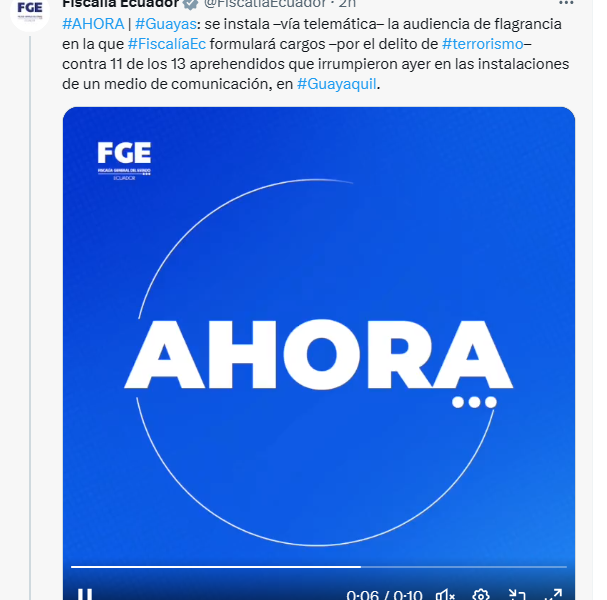 FGE
Fiscalía Ecuador @FiscaliaEcuador · 2h
#AHORA | #Guayas: se instala –vía telemática– la audiencia de flagrancia
en la que #FiscalíaEc formulará cargos –por el delito de #terrorismo–
contra 11 de los 13 aprehendidos que irrumpieron ayer en las instalaciones
de un medio de comunicación, en #Guayaquil.
FGE
FISCALÍA GENERAL DEL ESTADO
ECUADOR
AHORA
0:06 / 0:10